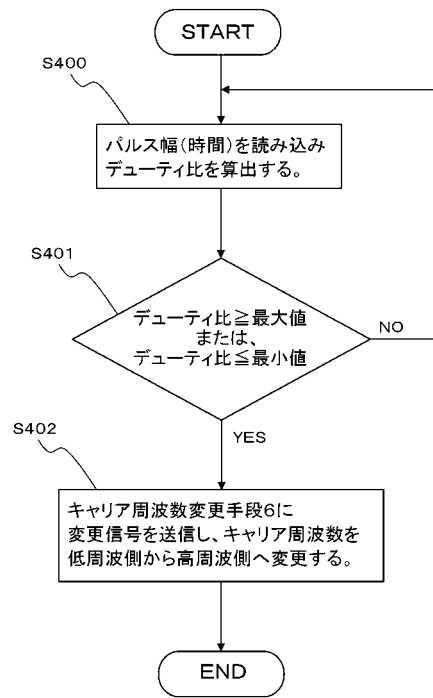 START
S400
パルス幅(時間)を読み込み
デューティ比を算出する。
S401
デューティ比≧最大値
または、
デューティ比≦最小値
NO
YES
S402
キャリア周波数変更手段6に
変更信号を送信し、キャリア周波数を
低周波側から高周波側へ変更する。
END